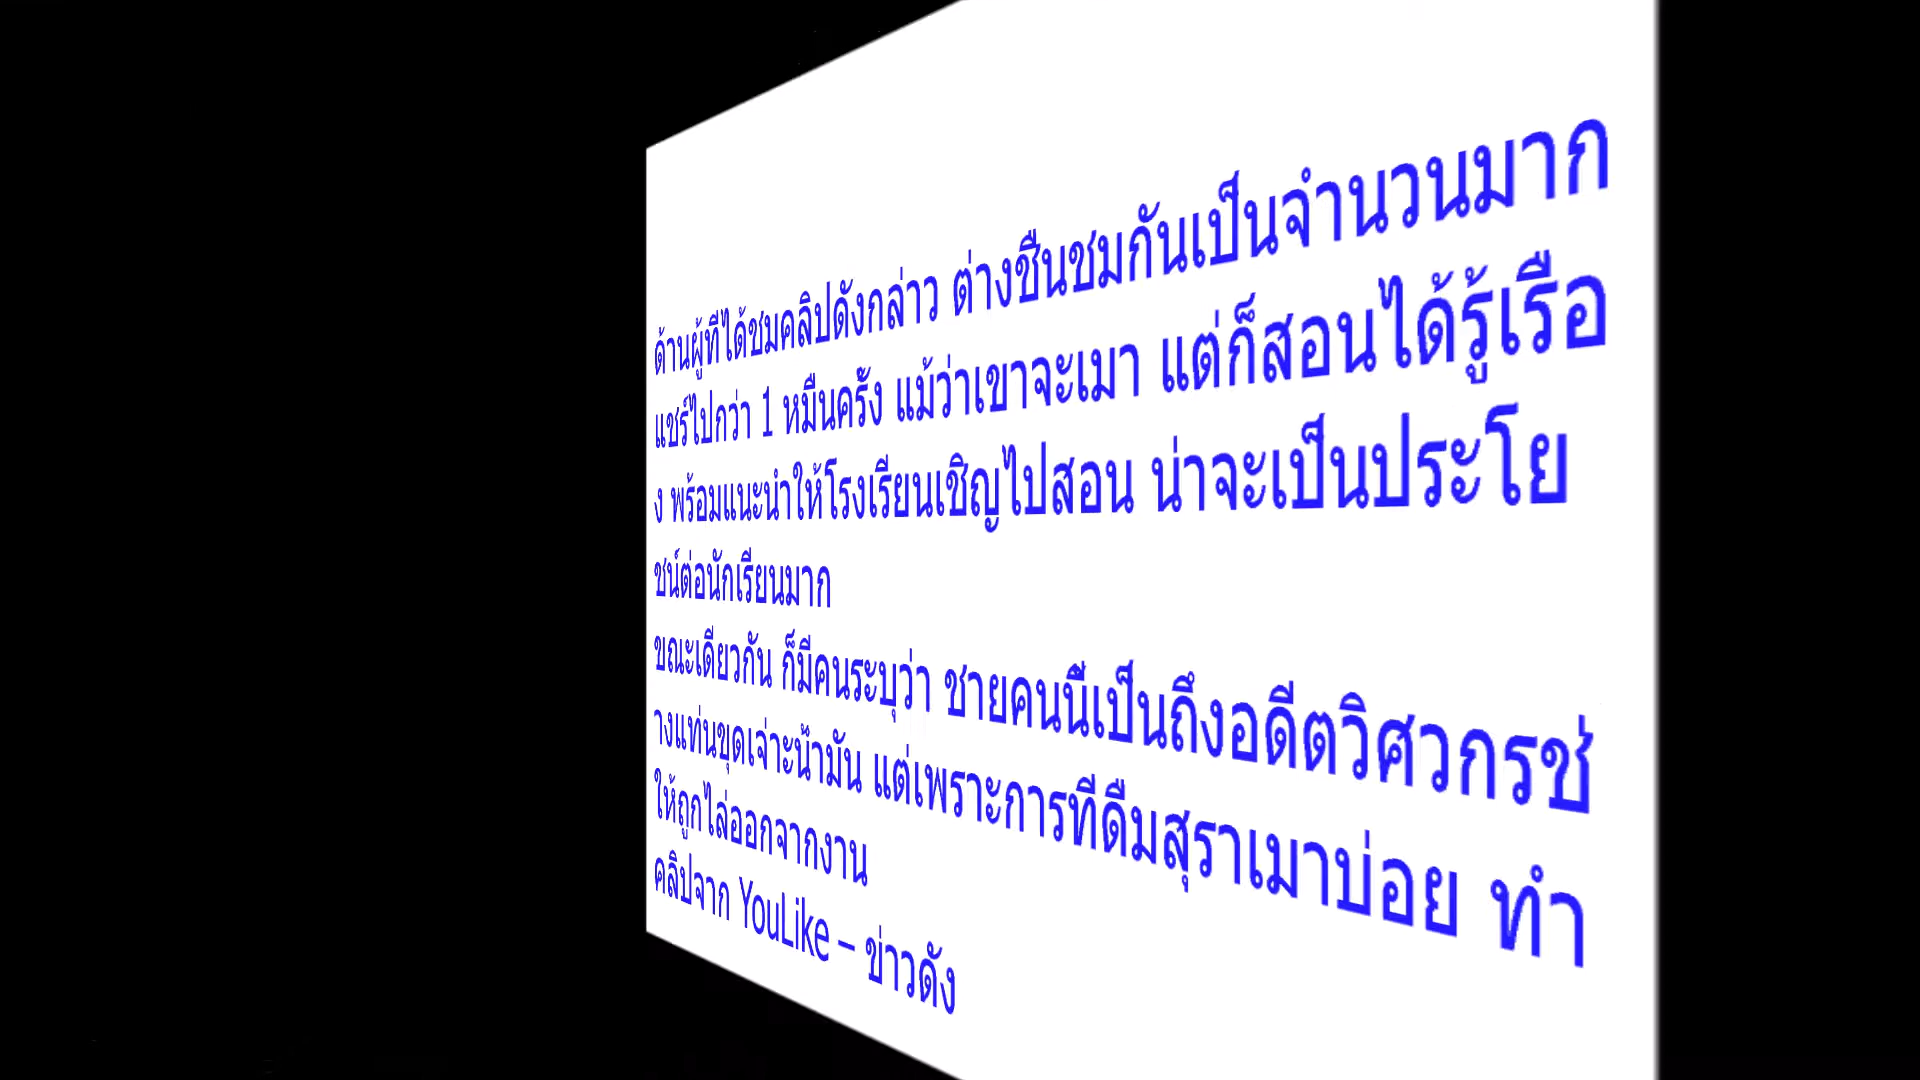 ด้านผู้ที่ได้ชมคลิปดังกล่าว ต่างชื่นชมกันเป็นจำนวนมาก
แชร์ไปกว่า 1 หมื่นครั้ง แม้ว่าเขาจะเมา แต่ก็สอนได้รู้เรื่อ
ง พร้อมแนะนำให้โรงเรียนเชิญไปสอน น่าจะเป็นประโย
ชน์ต่อนักเรียนมาก
ขณะเดียวกัน ก็มีคนระบุว่า ชายคนนี้เป็นถึงอดีตวิศวกรช่
างแท่นขุดเจ่าะน้ำมัน แต่เพราะการที่ดื่มสุราเมาบ่อย ทำ
ให้ถูกไล่ออกจากงาน
คลิปจาก YouLike – ข่าวดัง